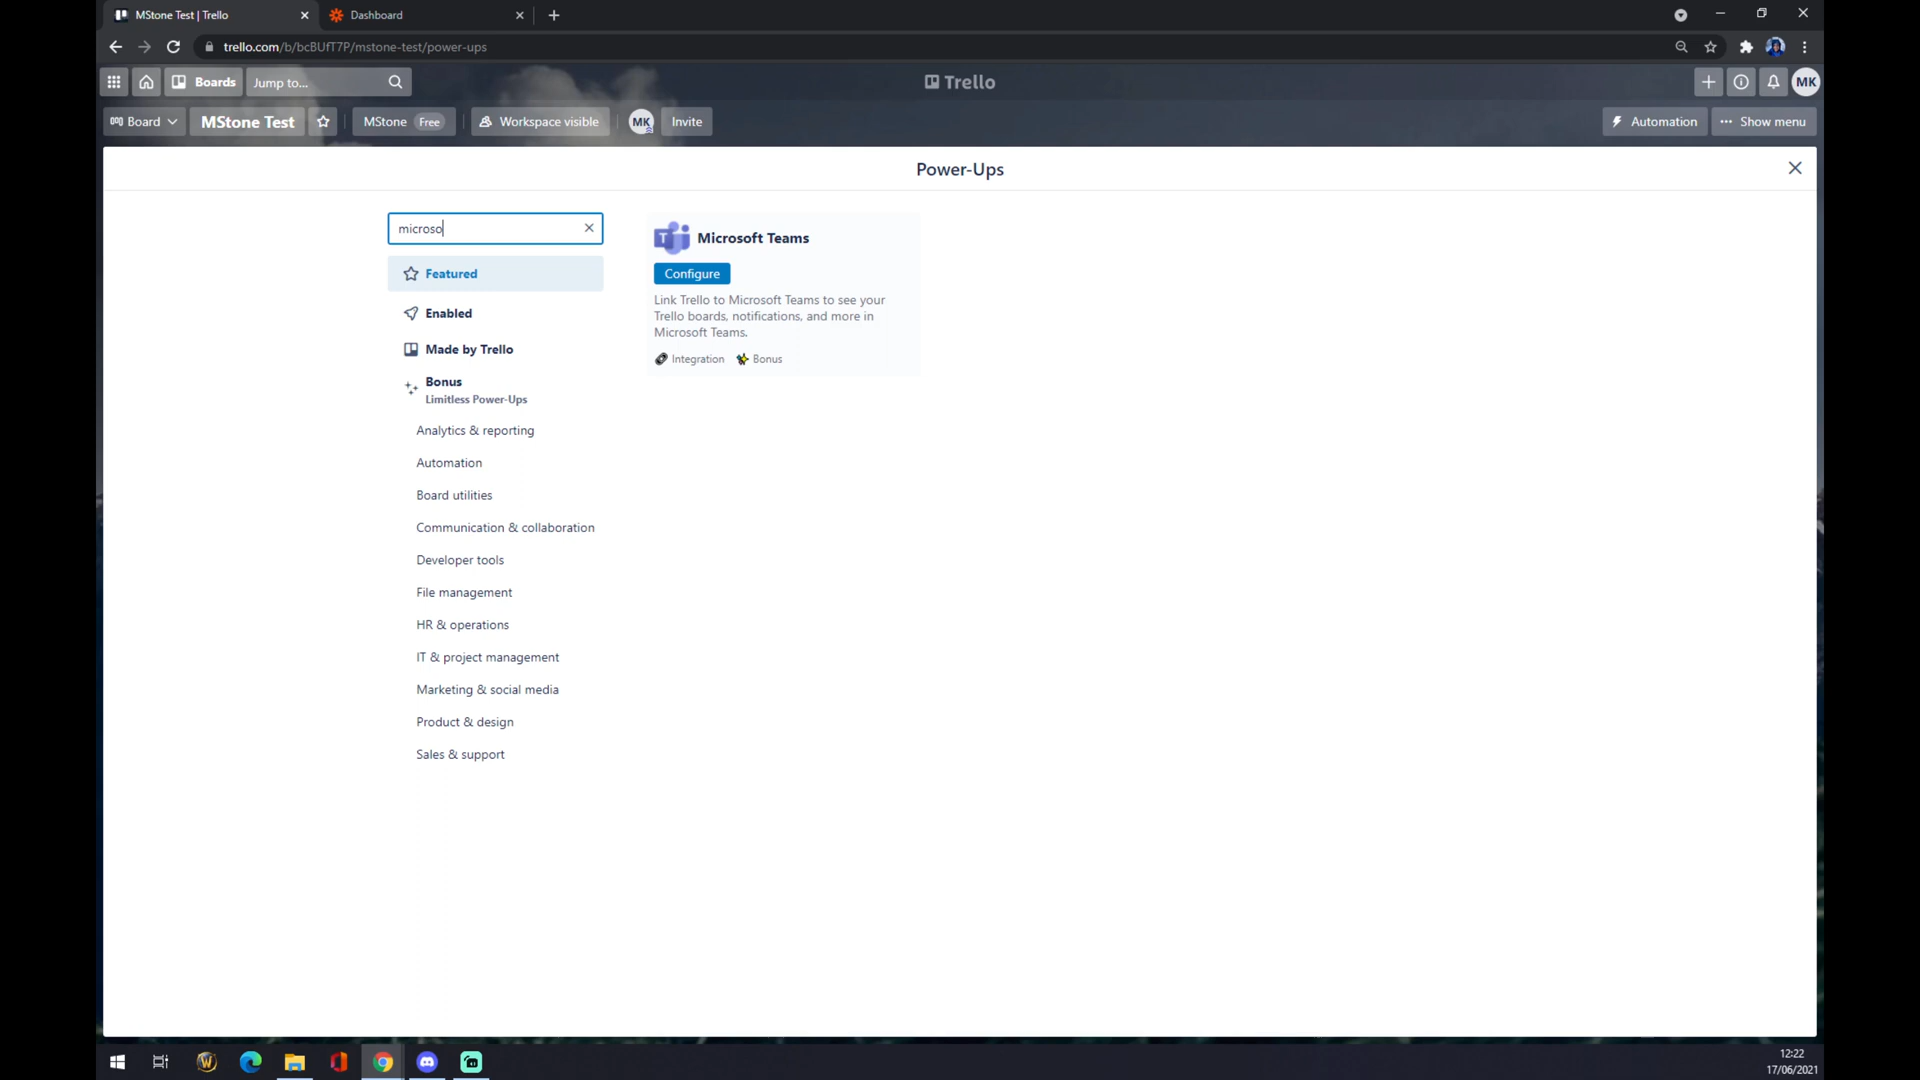 MStone Test | Trello
Dashboard
trello.com/b/bcBUfT7P/mstone-test/power-ups
Boards
Jump to...
Trello
MK
Board
MStone Test
MStone Free
Workspace visible
MK
Invite
Automation
Show menu
Power-Ups
microso
Featured
Enabled
Made by Trello
Bonus
Limitless Power-Ups
Analytics & reporting
Automation
Board utilities
Communication & collaboration
Developer tools
File management
HR & operations
IT & project management
Marketing & social media
Product & design
Sales & support
Microsoft Teams
Configure
Link Trello to Microsoft Teams to see your
Trello boards, notifications, and more in
Microsoft Teams.
Integration Bonus
12:22
17/06/2021